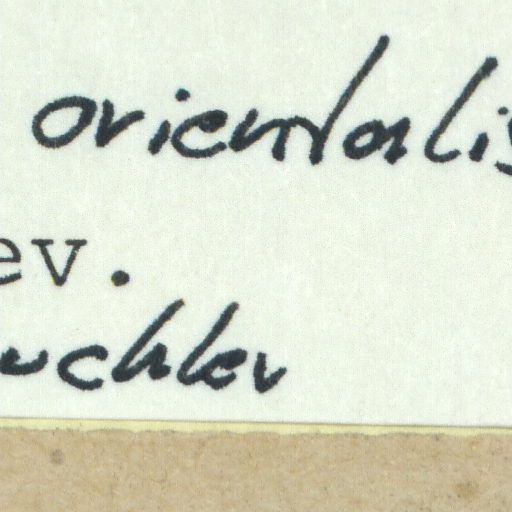 orientalis
ev.
uchler